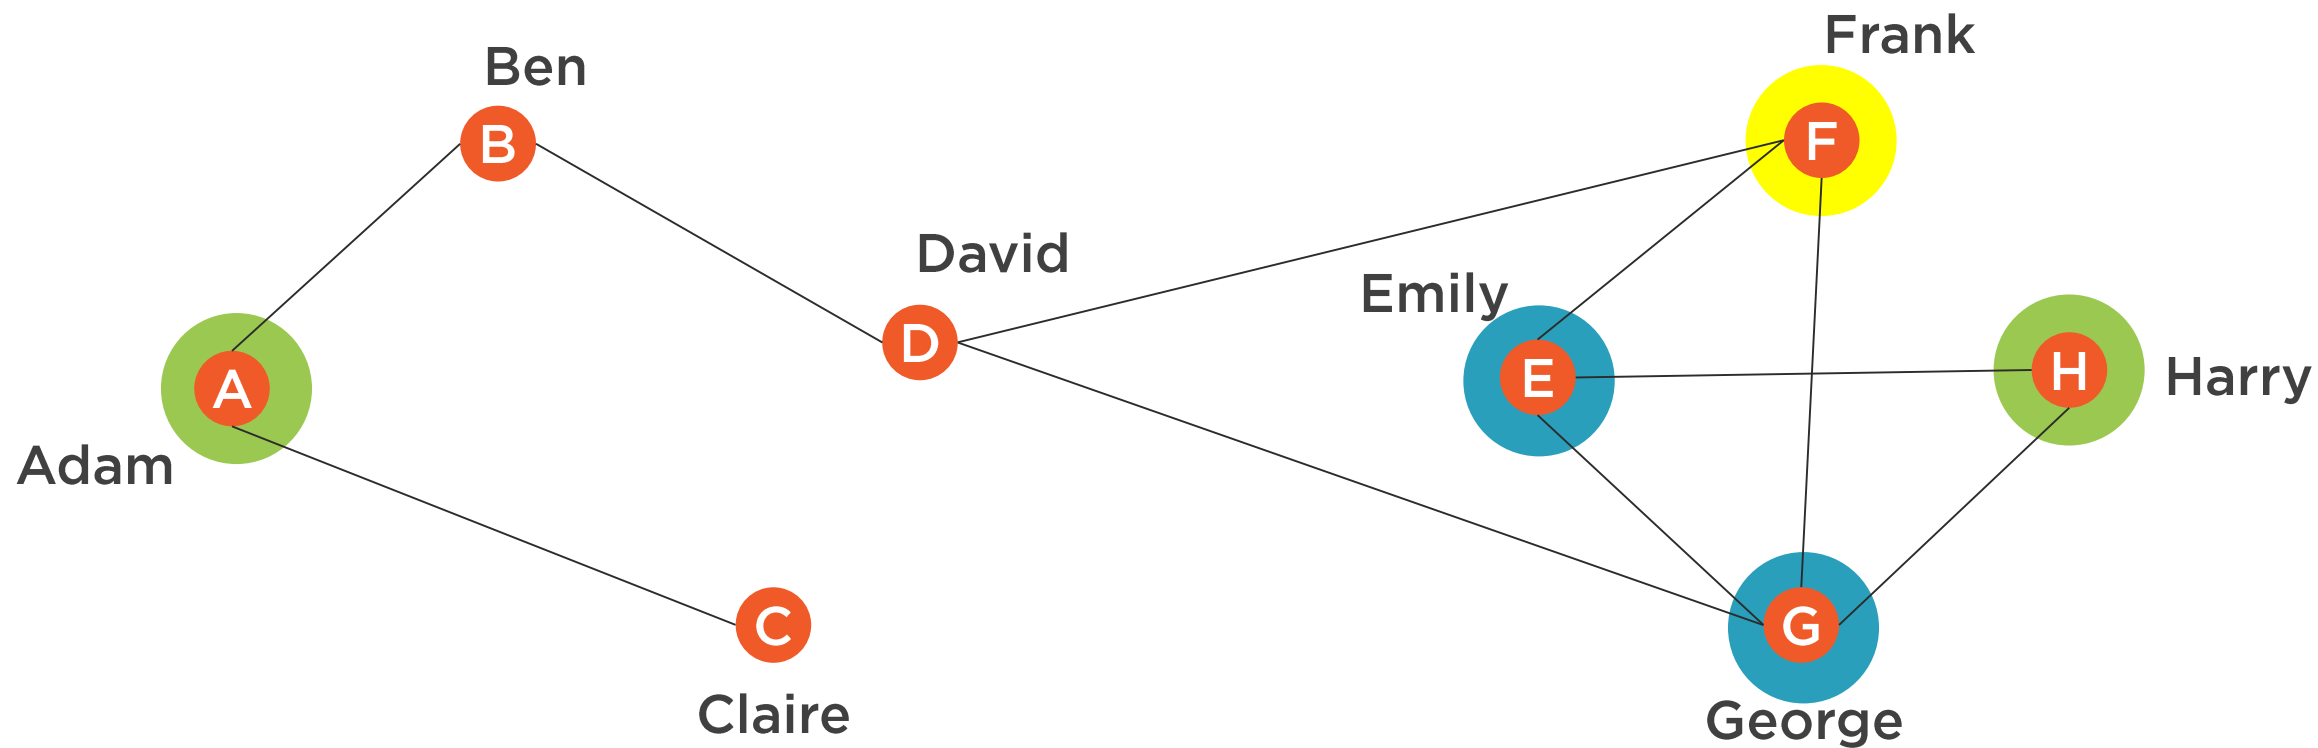 Frank
Ben
F
B
David
Emily
D
E
H
Harry
A
Adam
C
G
Claire
George